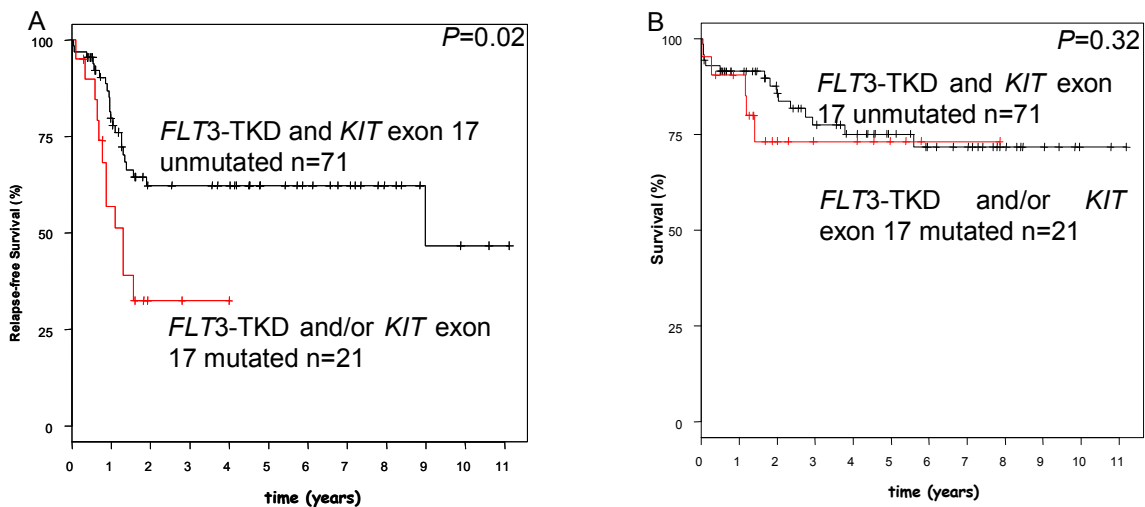 A
P=0.02
100
75
50
25
0
Relapse-free Survival (%)
FLT3-TKD and KIT exon 17
unmutated n=71
FLT3-TKD and/or KIT exon
17 mutated n=21
0 1 2 3 4 5 6 7 8 9 10 11
time (years)
B
P=0.32
100
75
50
25
0
Survival (%)
FLT3-TKD and KIT exon
17 unmutated n=71
FLT3-TKD and/or KIT
exon 17 mutated n=21
0 1 2 3 4 5 6 7 8 9 10 11
time (years)